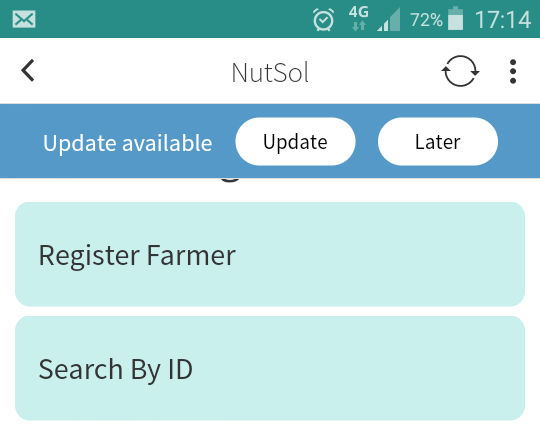 4G 72% 17:14
NutSol
Update available Update Later
Register Farmer
Search By ID